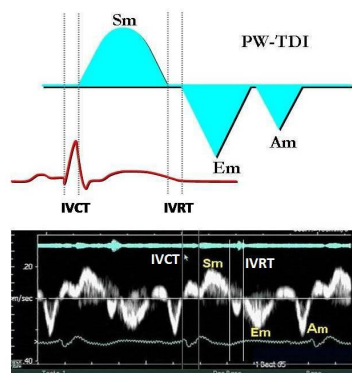 Sm
PW-TDI
Em
Am
IVCT
IVRT
IVCT
Sm
IVRT
.20
m/sec
Em
Am
.40